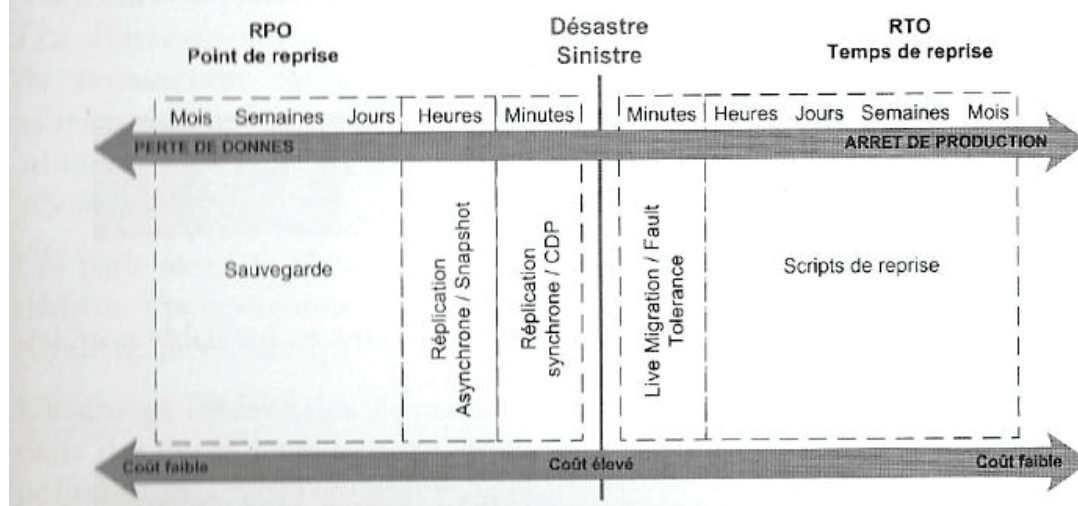 RPO
Point de reprise
Désastre
Sinistre
RTO
Temps de reprise
Mois Semaines Jours Heures Minutes
Minutes Heures Jours Semaines Mois
PERTE DE DONNES
ARRET DE PRODUCTION
Sauvegarde
Réplication
Asynchrone / Snapshot
Réplication
synchrone / CDP
Live Migration / Fault
Tolerance
Scripts de reprise
Coût faible
Coût élevé
Coût faible